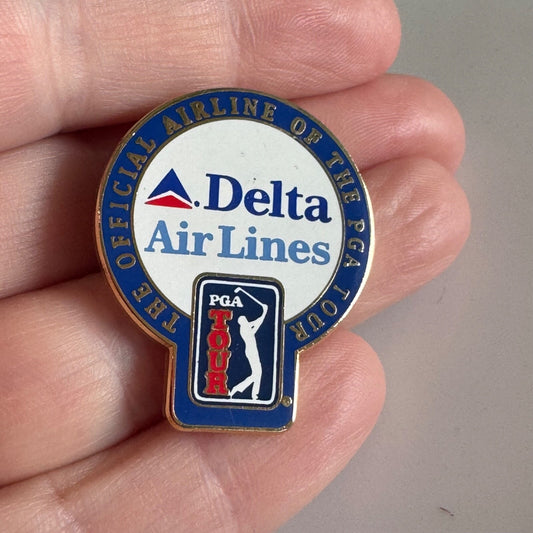 THE OFFICIAL AIRLINE OF THE PGA TOUR
Delta
Air Lines
PGA
TOUR
®